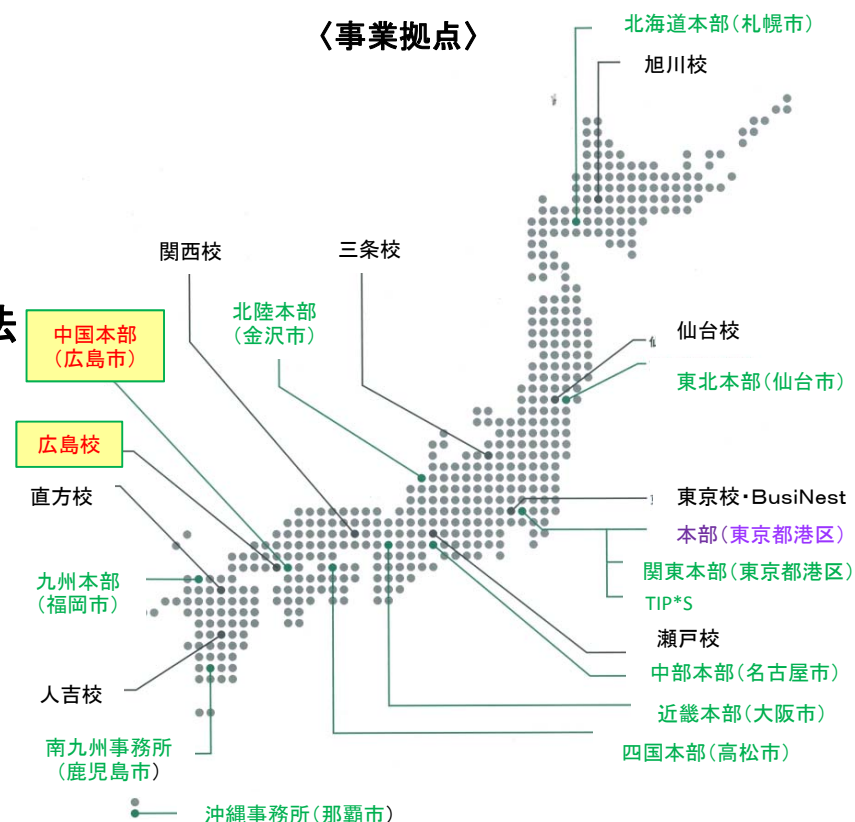 〈事業拠点〉
北海道本部(札幌市)
旭川校
関西校
三条校
法
中国本部
(広島市)
北陸本部
(金沢市)
仙台校
東北本部(仙台市)
広島校
直方校
東京校・BusiNest
本部(東京都港区)
九州本部
(福岡市)
関東本部(東京都港区)
TIP*S
瀬戸校
人吉校
中部本部(名古屋市)
近畿本部(大阪市)
南九州事務所
(鹿児島市)
四国本部(高松市)
沖縄事務所(那覇市)